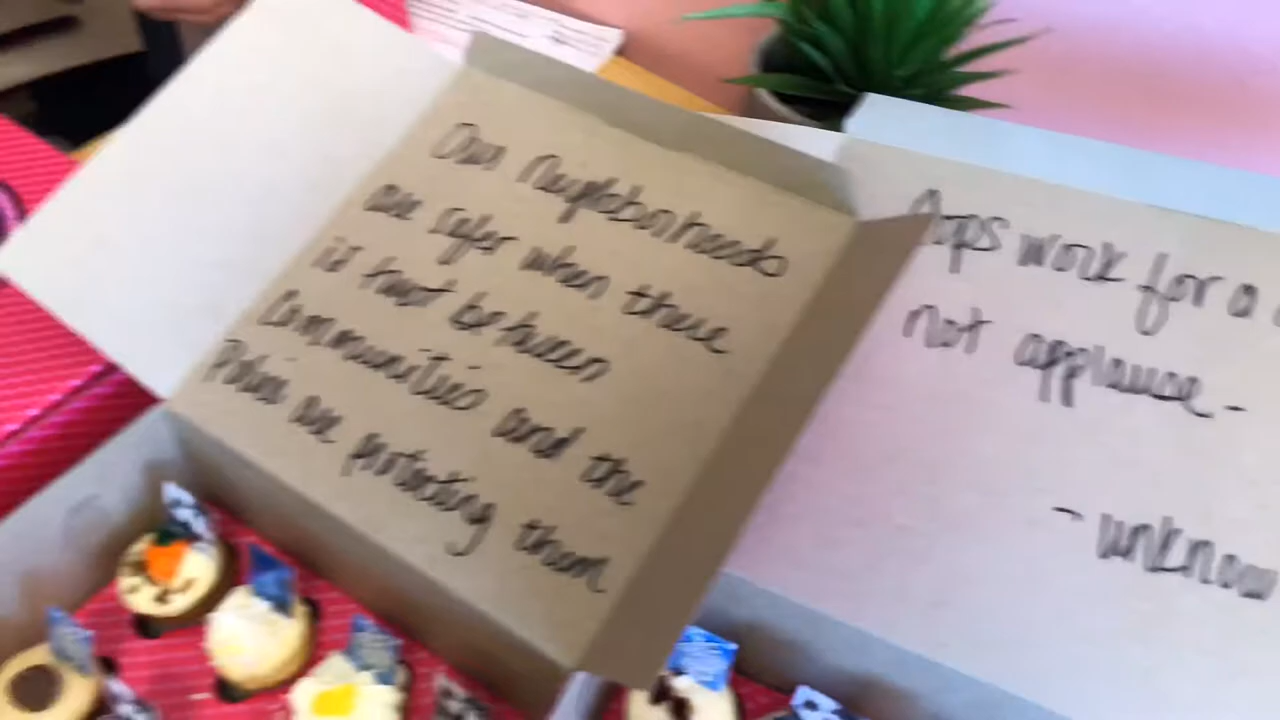 Our Neighborhoods
are safer when there
is trust between
Communities and the
Police are protecting them
Cops work for a
not applause-
- unknow